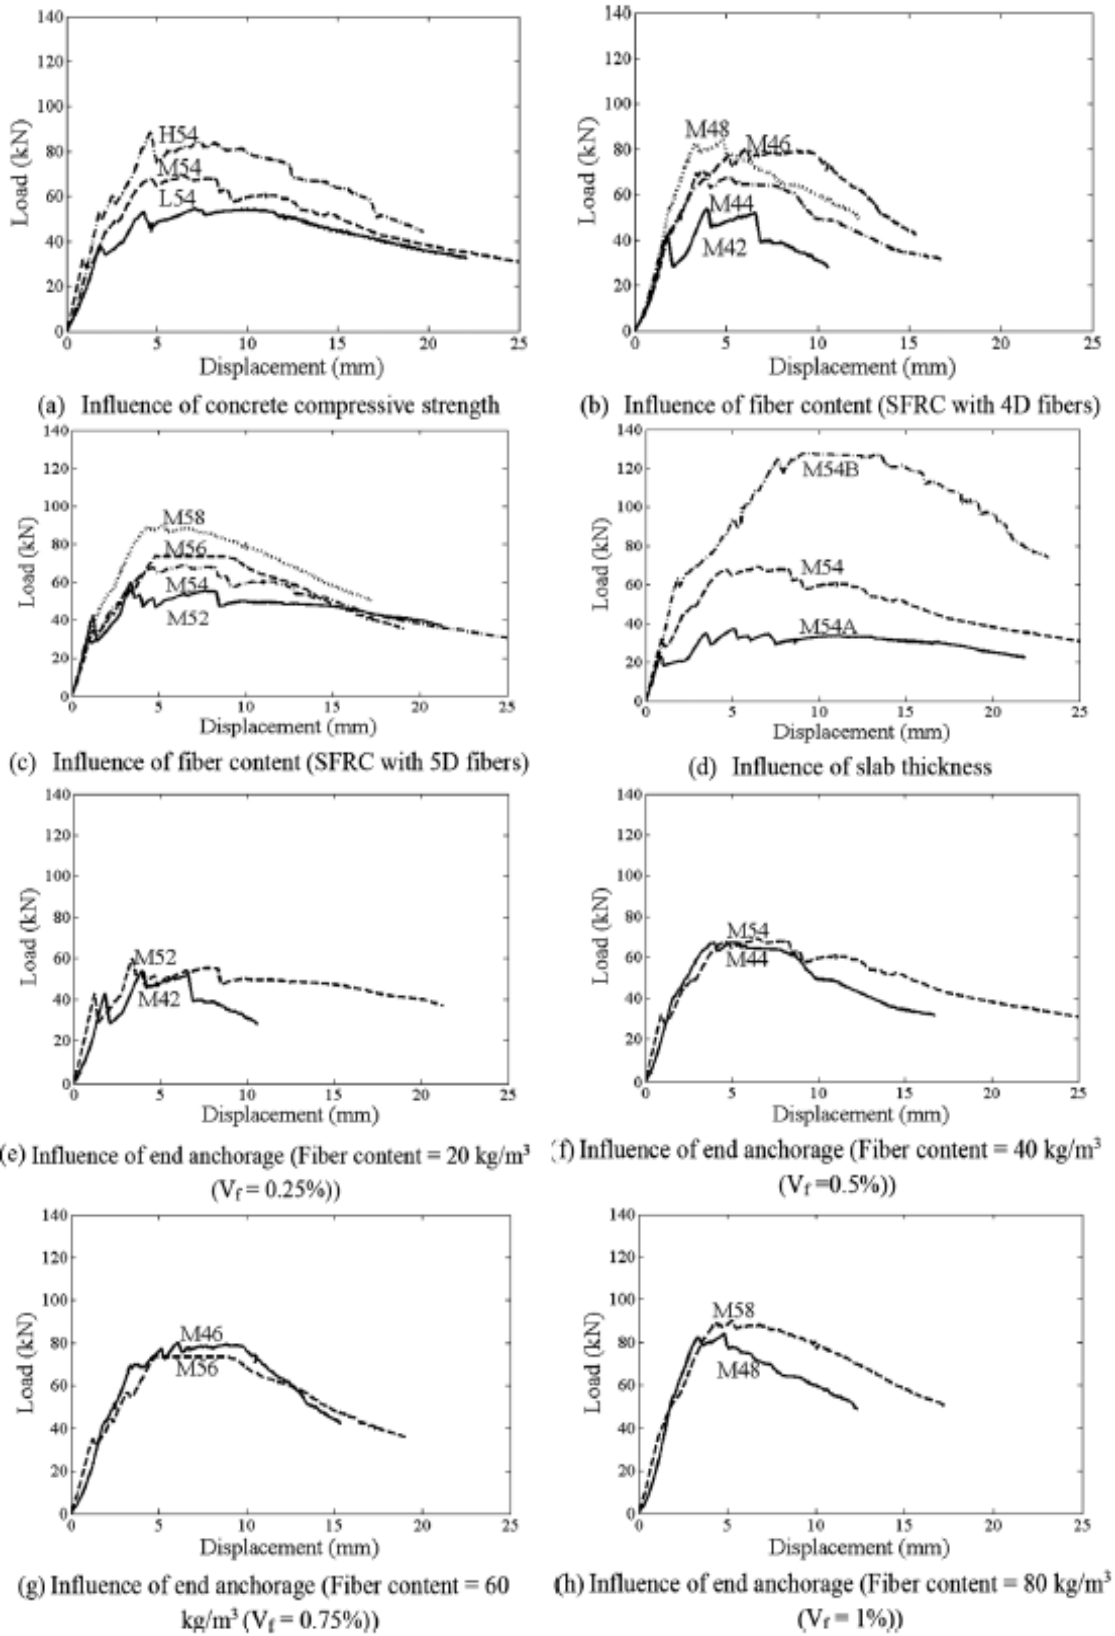 140
120
100
80
60
40
20
0
Load (kN)
H54
M54
L54
0 5 10 15 20 25
Displacement (mm)
(a) Influence of concrete compressive strength
140
120
100
80
60
40
20
0
Load (kN)
M48
M46
M44
M42
0 5 10 15 20 25
Displacement (mm)
(b) Influence of fiber content (SFRC with 4D fibers)
140
120
100
80
60
40
20
0
Load (kN)
M58
M56
M54
M52
0 5 10 15 20 25
Displacement (mm)
(c) Influence of fiber content (SFRC with 5D fibers)
140
120
100
80
60
40
20
0
Load (kN)
M54B
M54
M54A
0 5 10 15 20 25
Displacement (mm)
(d) Influence of slab thickness
140
120
100
80
60
40
20
0
Load (kN)
M52
M42
0 5 10 15 20 25
Displacement (mm)
(e) Influence of end anchorage (Fiber content = 20 kg/m³
(V_f = 0.25%))
140
120
100
80
60
40
20
0
Load (kN)
M54
M44
0 5 10 15 20 25
Displacement (mm)
(f) Influence of end anchorage (Fiber content = 40 kg/m³
(V_f =0.5%))
140
120
100
80
60
40
20
0
Load (kN)
M46
M56
0 5 10 15 20 25
Displacement (mm)
(g) Influence of end anchorage (Fiber content = 60
kg/m³ (V_f = 0.75%))
140
120
100
80
60
40
20
0
Load (kN)
M58
M48
0 5 10 15 20 25
Displacement (mm)
(h) Influence of end anchorage (Fiber content = 80 kg/m³
(V_f = 1%))